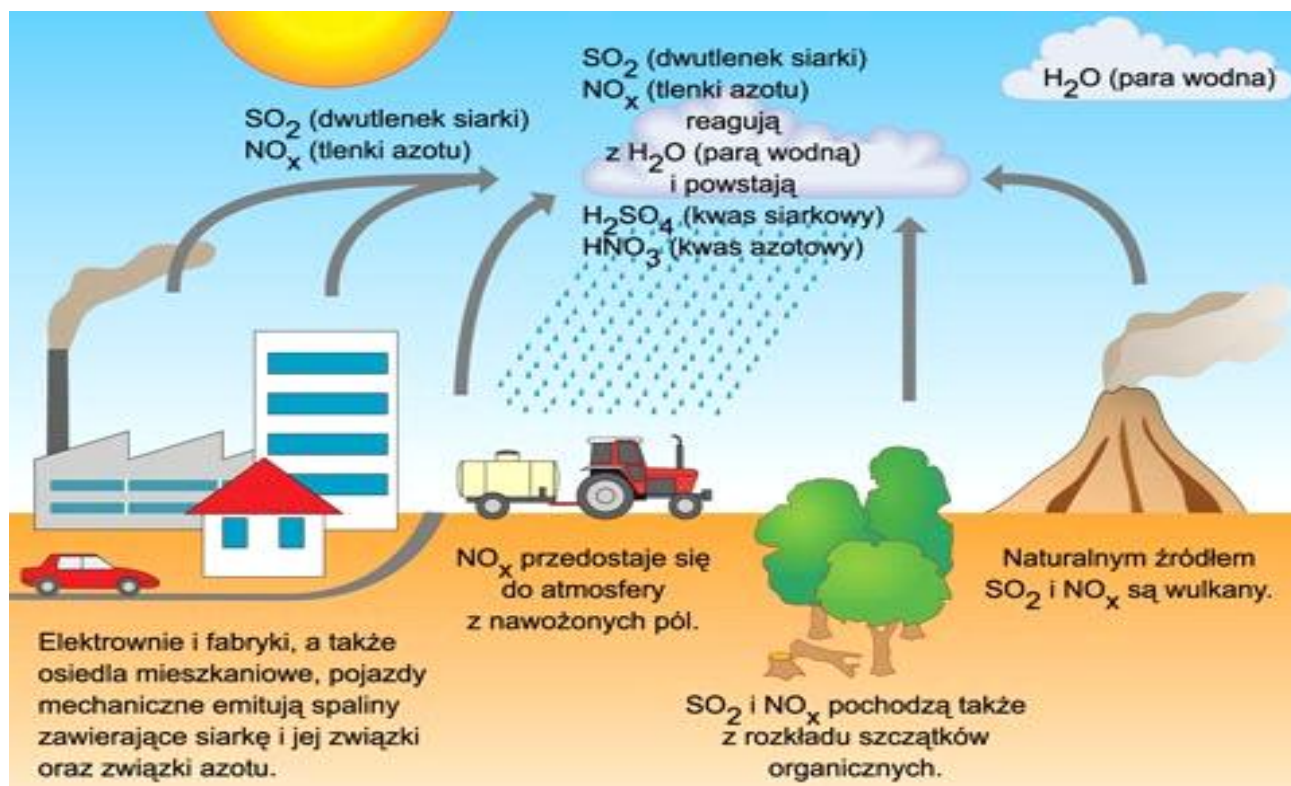 SO₂ (dwutlenek siarki)
NOₓ (tlenki azotu)
SO₂ (dwutlenek siarki)
NOₓ (tlenki azotu)
reagują
z H₂O (parą wodną)
i powstają
H₂SO₄ (kwas siarkowy)
HNO₃ (kwas azotowy)
H₂O (para wodna)
Elektrownie i fabryki, a także
osiedla mieszkaniowe, pojazdy
mechaniczne emitują spaliny
zawierające siarkę i jej związki
oraz związki azotu.
NOₓ przedostaje się
do atmosfery
z nawożonych pól.
SO₂ i NOₓ pochodzą także
z rozkładu szczątków
organicznych.
Naturalnym źródłem
SO₂ i NOₓ są wulkany.